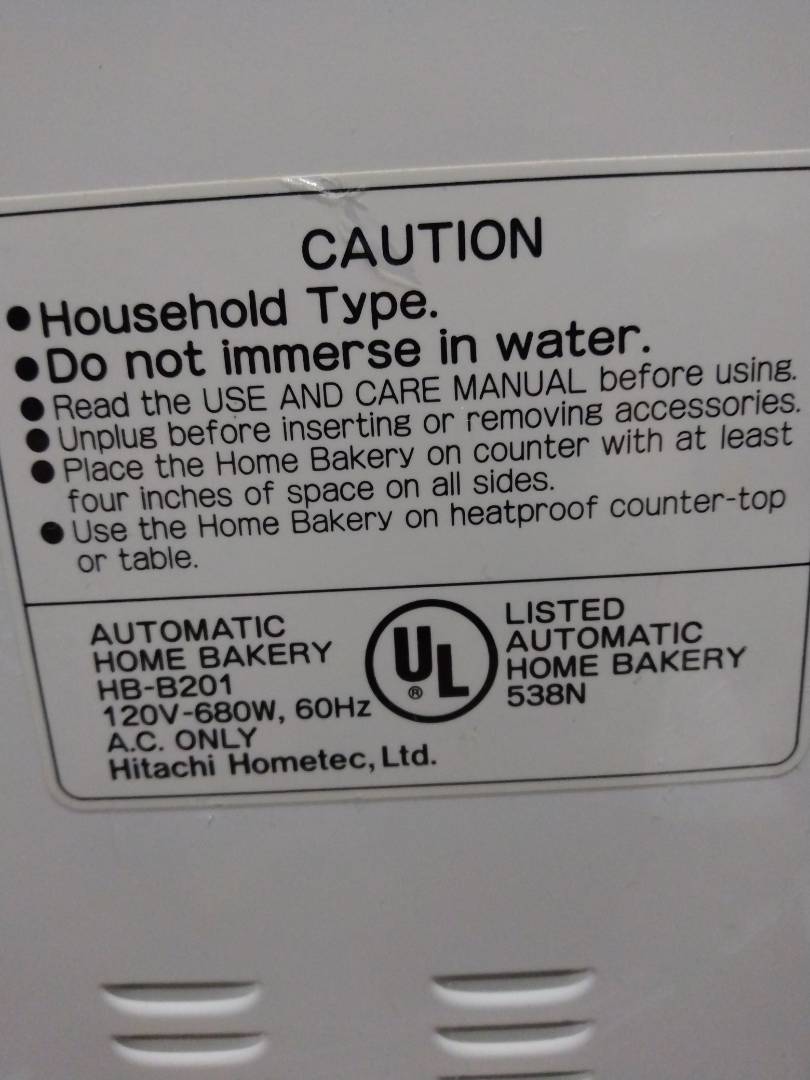 CAUTION
● Household Type.
● Do not immerse in water.
● Read the USE AND CARE MANUAL before using.
● Unplug before inserting or removing accessories.
● Place the Home Bakery on counter with at least
four inches of space on all sides.
● Use the Home Bakery on heatproof counter-top
or table.
AUTOMATIC
HOME BAKERY
HB-B201
120V-680W, 60Hz
A.C. ONLY
Hitachi Hometec, Ltd.
UL
®
LISTED
AUTOMATIC
HOME BAKERY
538N